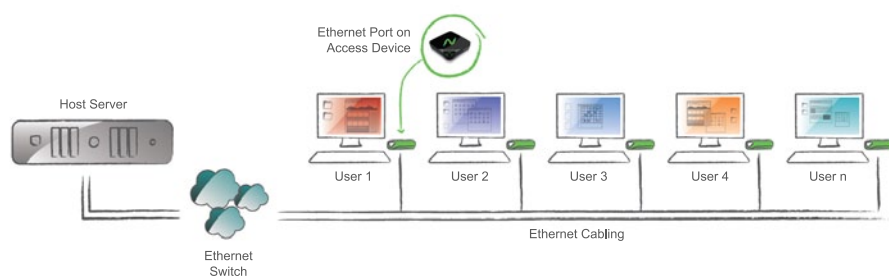 Ethernet Port on
Access Device
Host Server
User 1
User 2
User 3
User 4
User n
Ethernet Cabling
Ethernet
Switch